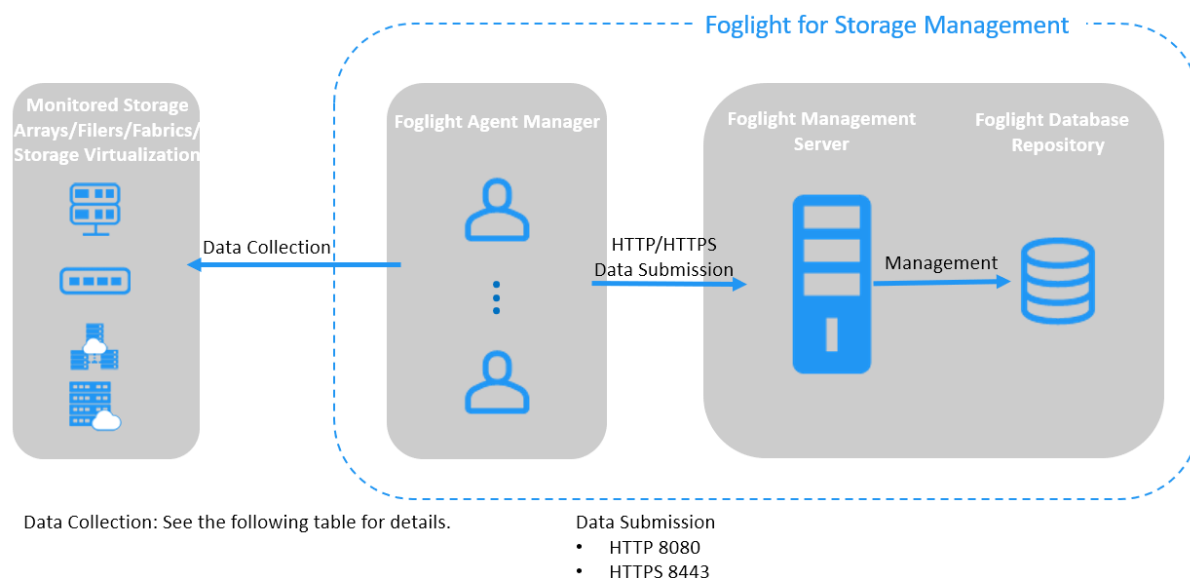 Foglight for Storage Management
Monitored Storage
Arrays/Filers/Fabrics/
Storage Virtualization
Foglight Agent Manager
Foglight Management
Server
Foglight Database
Repository
Data Collection
HTTP/HTTPS
Data Submission
Management
Data Collection: See the following table for details.
Data Submission
• HTTP 8080
• HTTPS 8443